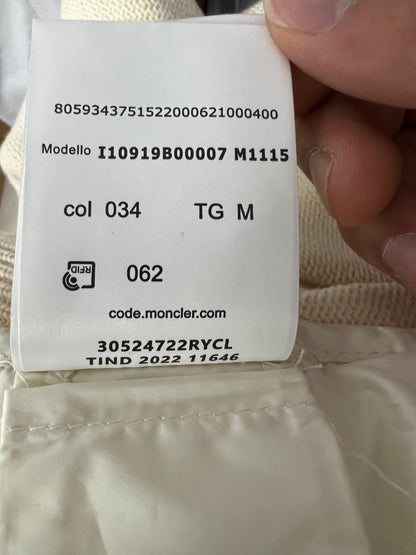 8059343751522000621000400
Modello I10919B00007 M1115
col 034 TG M
RFID 062
code.moncler.com
30524722RYCL
TIND 2022 11646